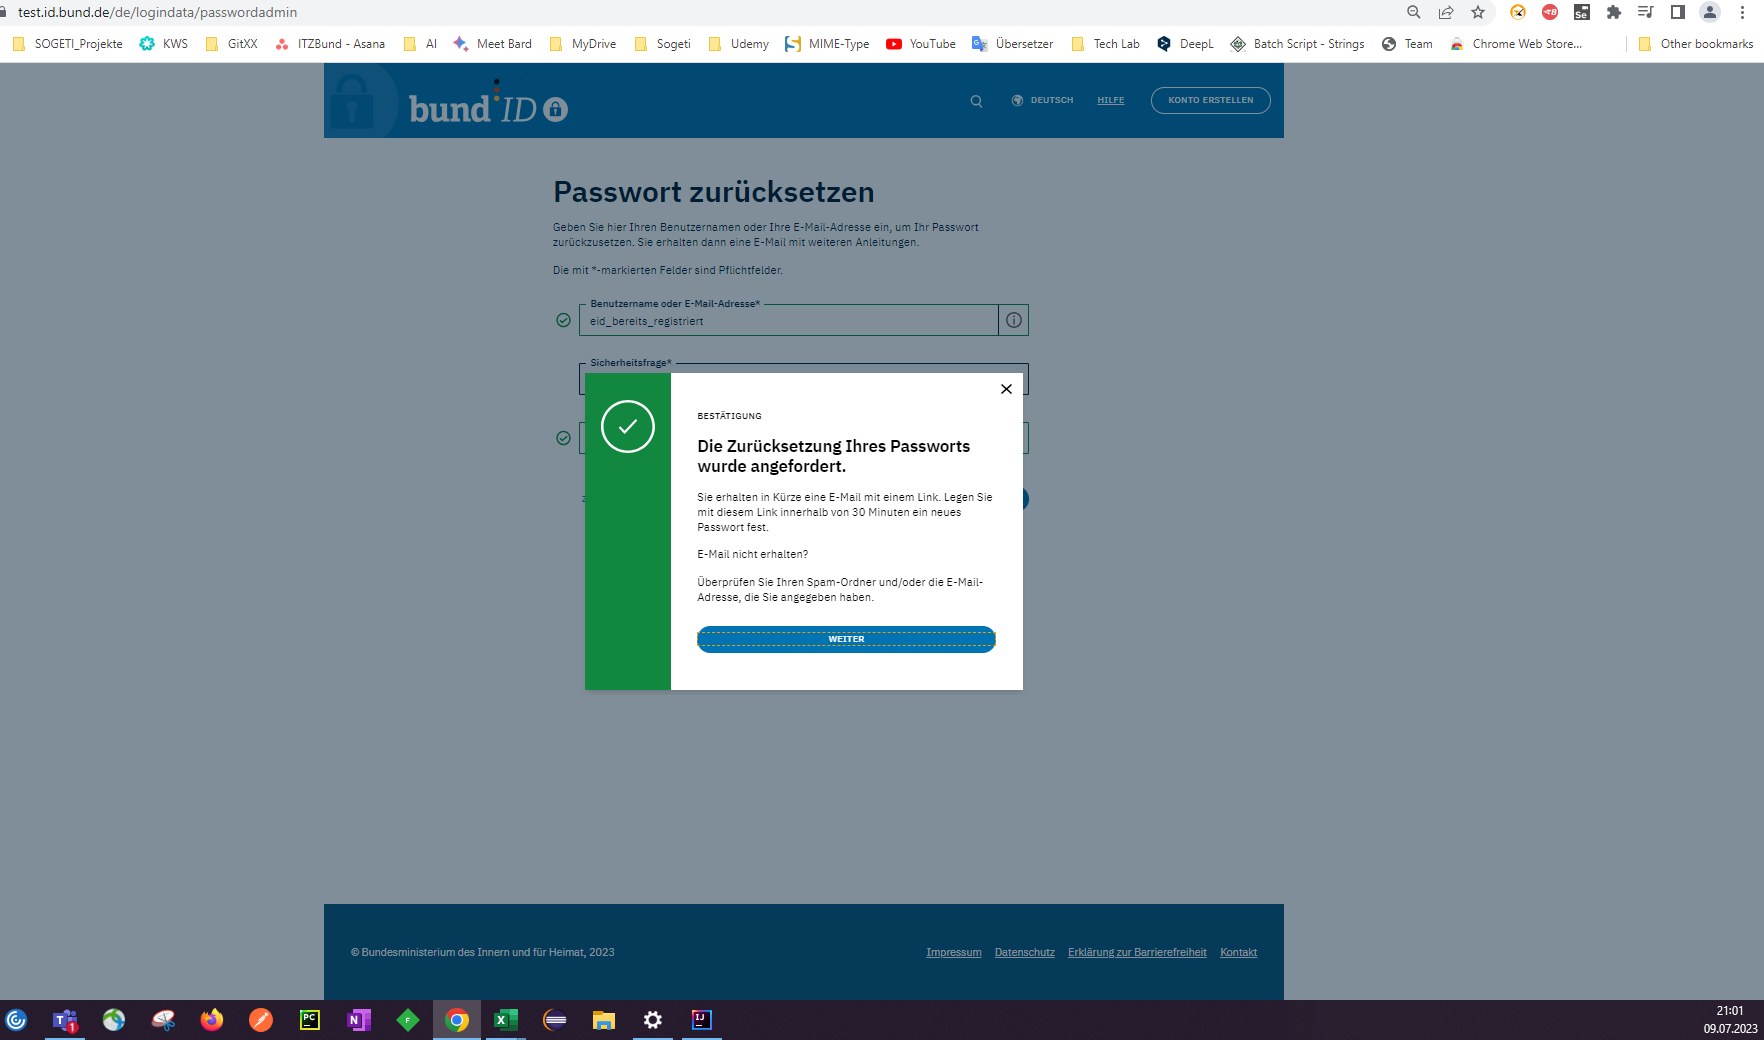 test.id.bund.de/de/logindata/passwordadmin
SOGETI_Projekte KWS GitXX ITZBund - Asana AI Meet Bard MyDrive Sogeti Udemy MIME-Type YouTube Übersetzer Tech Lab DeepL Batch Script - Strings Team Chrome Web Store... Other bookmarks
bund ID DEUTSCH HILFE KONTO ERSTELLEN
Passwort zurücksetzen
Geben Sie hier Ihren Benutzernamen oder Ihre E-Mail-Adresse ein, um Ihr Passwort
zurückzusetzen. Sie erhalten dann eine E-Mail mit weiteren Anleitungen.
Die mit *-markierten Felder sind Pflichtfelder.
Benutzername oder E-Mail-Adresse*
eid_bereits_registriert
Sicherheitsfrage*
BESTÄTIGUNG
Die Zurücksetzung Ihres Passworts
wurde angefordert.
Sie erhalten in Kürze eine E-Mail mit einem Link. Legen Sie
mit diesem Link innerhalb von 30 Minuten ein neues
Passwort fest.
E-Mail nicht erhalten?
Überprüfen Sie Ihren Spam-Ordner und/oder die E-Mail-
Adresse, die Sie angegeben haben.
WEITER
© Bundesministerium des Innern und für Heimat, 2023 Impressum Datenschutz Erklärung zur Barrierefreiheit Kontakt
21:01
09.07.2023